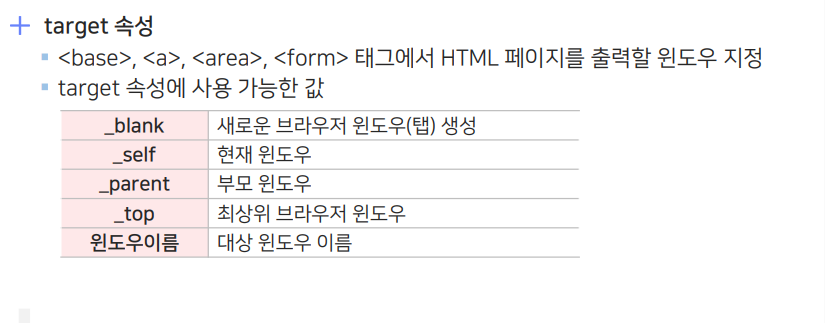 target 속성
<base>, <a>, <area>, <form> 태그에서 HTML 페이지를 출력할 윈도우 지정
target 속성에 사용 가능한 값
_blank 새로운 브라우저 윈도우(탭) 생성
_self 현재 윈도우
_parent 부모 윈도우
_top 최상위 브라우저 윈도우
윈도우이름 대상 윈도우 이름